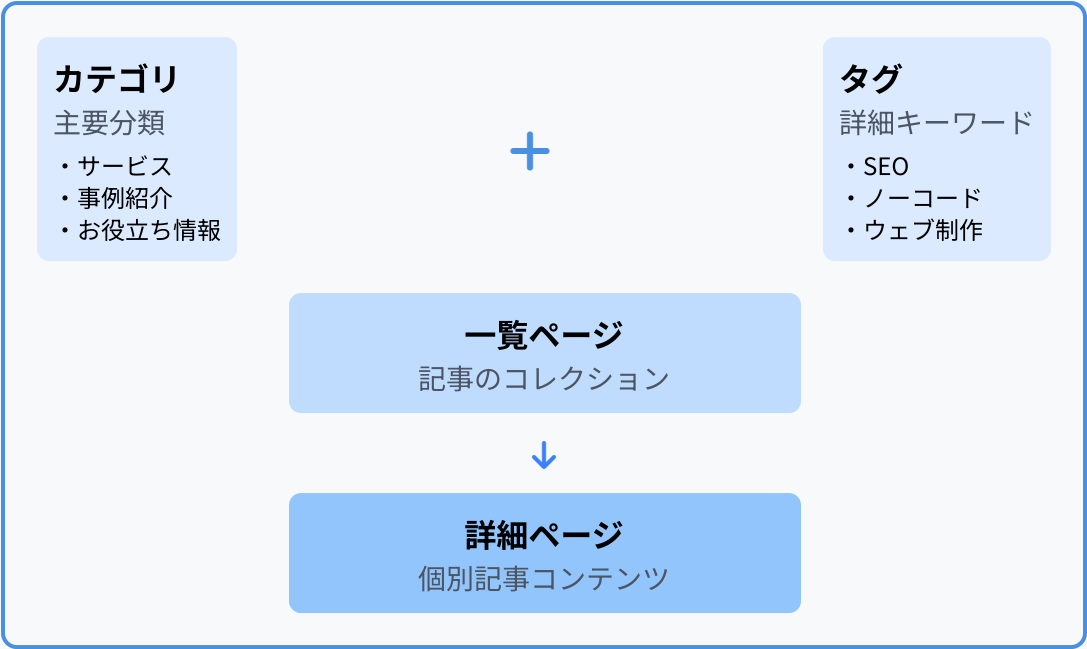 カテゴリ
主要分類
・サービス
・事例紹介
・お役立ち情報
+
タグ
詳細キーワード
・SEO
・ノーコード
・ウェブ制作
一覧ページ
記事のコレクション
↓
詳細ページ
個別記事コンテンツ